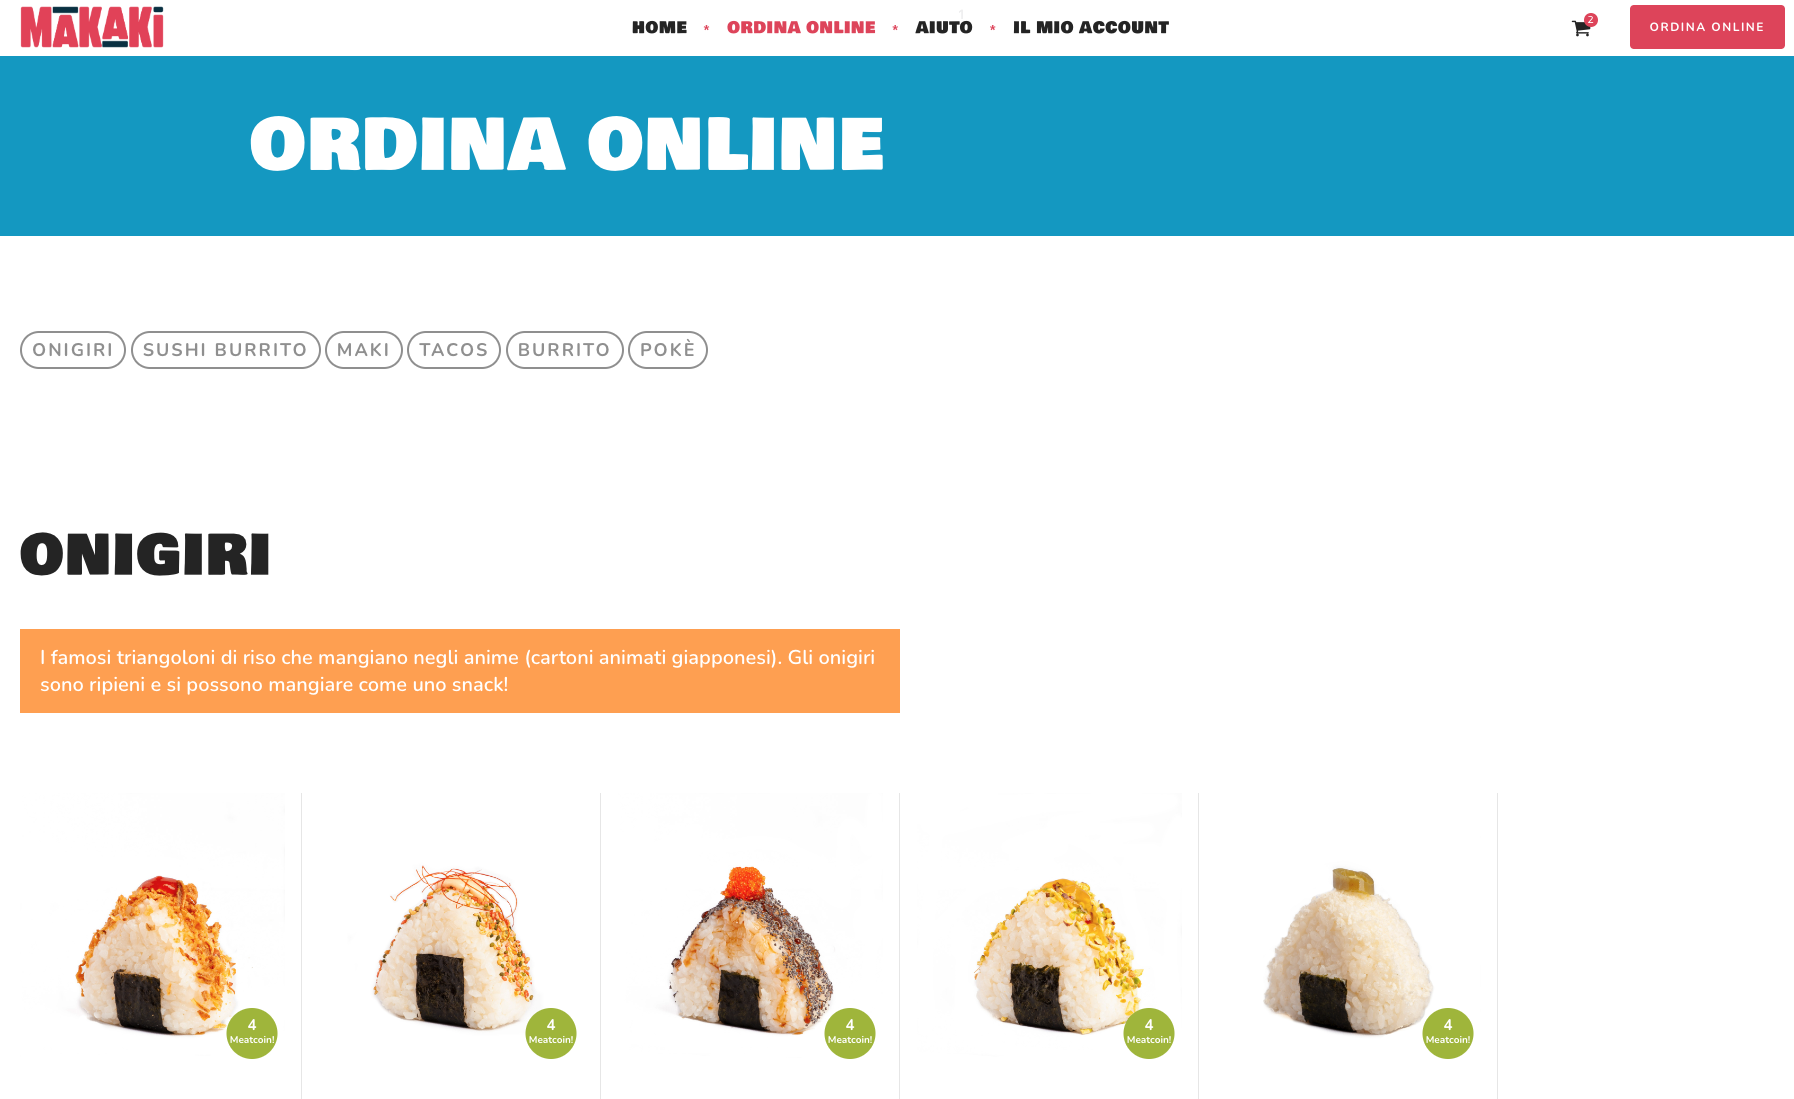 MAKAKi
HOME * ORDINA ONLINE * AIUTO * IL MIO ACCOUNT
2
ORDINA ONLINE
ORDINA ONLINE
ONIGIRI SUSHI BURRITO MAKI TACOS BURRITO POKÈ
ONIGIRI
I famosi triangoloni di riso che mangiano negli anime (cartoni animati giapponesi). Gli onigiri
sono ripieni e si possono mangiare come uno snack!
4
Meatcoin!
4
Meatcoin!
4
Meatcoin!
4
Meatcoin!
4
Meatcoin!